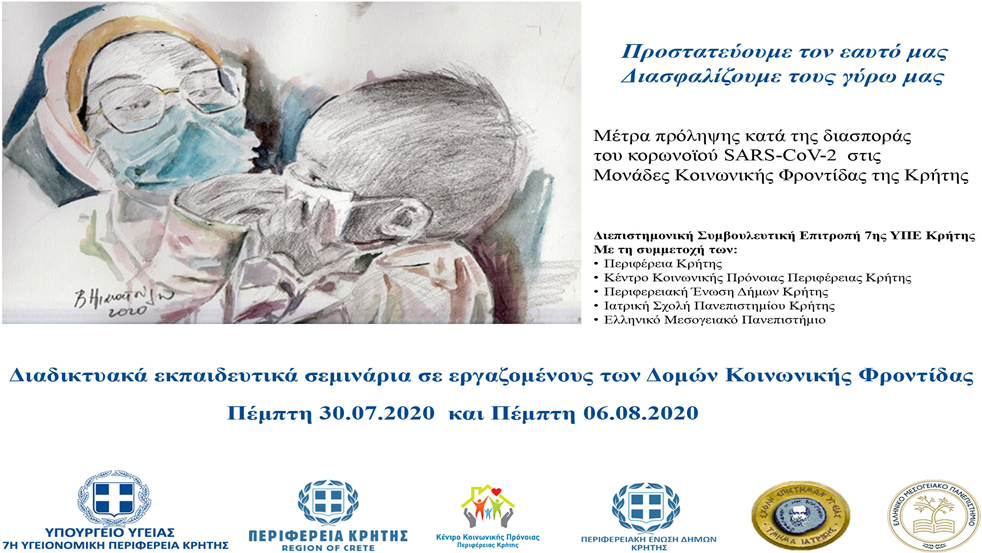 Προστατεύουμε τον εαυτό μας
Διασφαλίζουμε τους γύρω μας
Μέτρα πρόληψης κατά της διασποράς
του κορωνοϊού SARS-CoV-2 στις
Μονάδες Κοινωνικής Φροντίδας της Κρήτης
Διεπιστημονική Συμβουλευτική Επιτροπή 7ης ΥΠΕ Κρήτης
Με τη συμμετοχή των:
• Περιφέρεια Κρήτης
• Κέντρο Κοινωνικής Πρόνοιας Περιφέρειας Κρήτης
• Περιφερειακή Ένωση Δήμων Κρήτης
• Ιατρική Σχολή Πανεπιστημίου Κρήτης
• Ελληνικό Μεσογειακό Πανεπιστήμιο
2020
Διαδικτυακά εκπαιδευτικά σεμινάρια σε εργαζομένους των Δομών Κοινωνικής Φροντίδας
Πέμπτη 30.07.2020 και Πέμπτη 06.08.2020
ΥΠΟΥΡΓΕΙΟ ΥΓΕΙΑΣ
7Η ΥΓΕΙΟΝΟΜΙΚΗ ΠΕΡΙΦΕΡΕΙΑ ΚΡΗΤΗΣ
ΠΕΡΙΦΕΡΕΙΑ ΚΡΗΤΗΣ
REGION OF CRETE
Κέντρο Κοινωνικής Πρόνοιας
Περιφέρειας Κρήτης
ΠΕΡΙΦΕΡΕΙΑΚΗ ΕΝΩΣΗ ΔΗΜΩΝ
ΚΡΗΤΗΣ
ΤΜΗΜΑ ΙΑΤΡΙΚΗΣ
ΕΛΛΗΝΙΚΟ ΜΕΣΟΓΕΙΑΚΟ ΠΑΝΕΠΙΣΤΗΜΙΟ